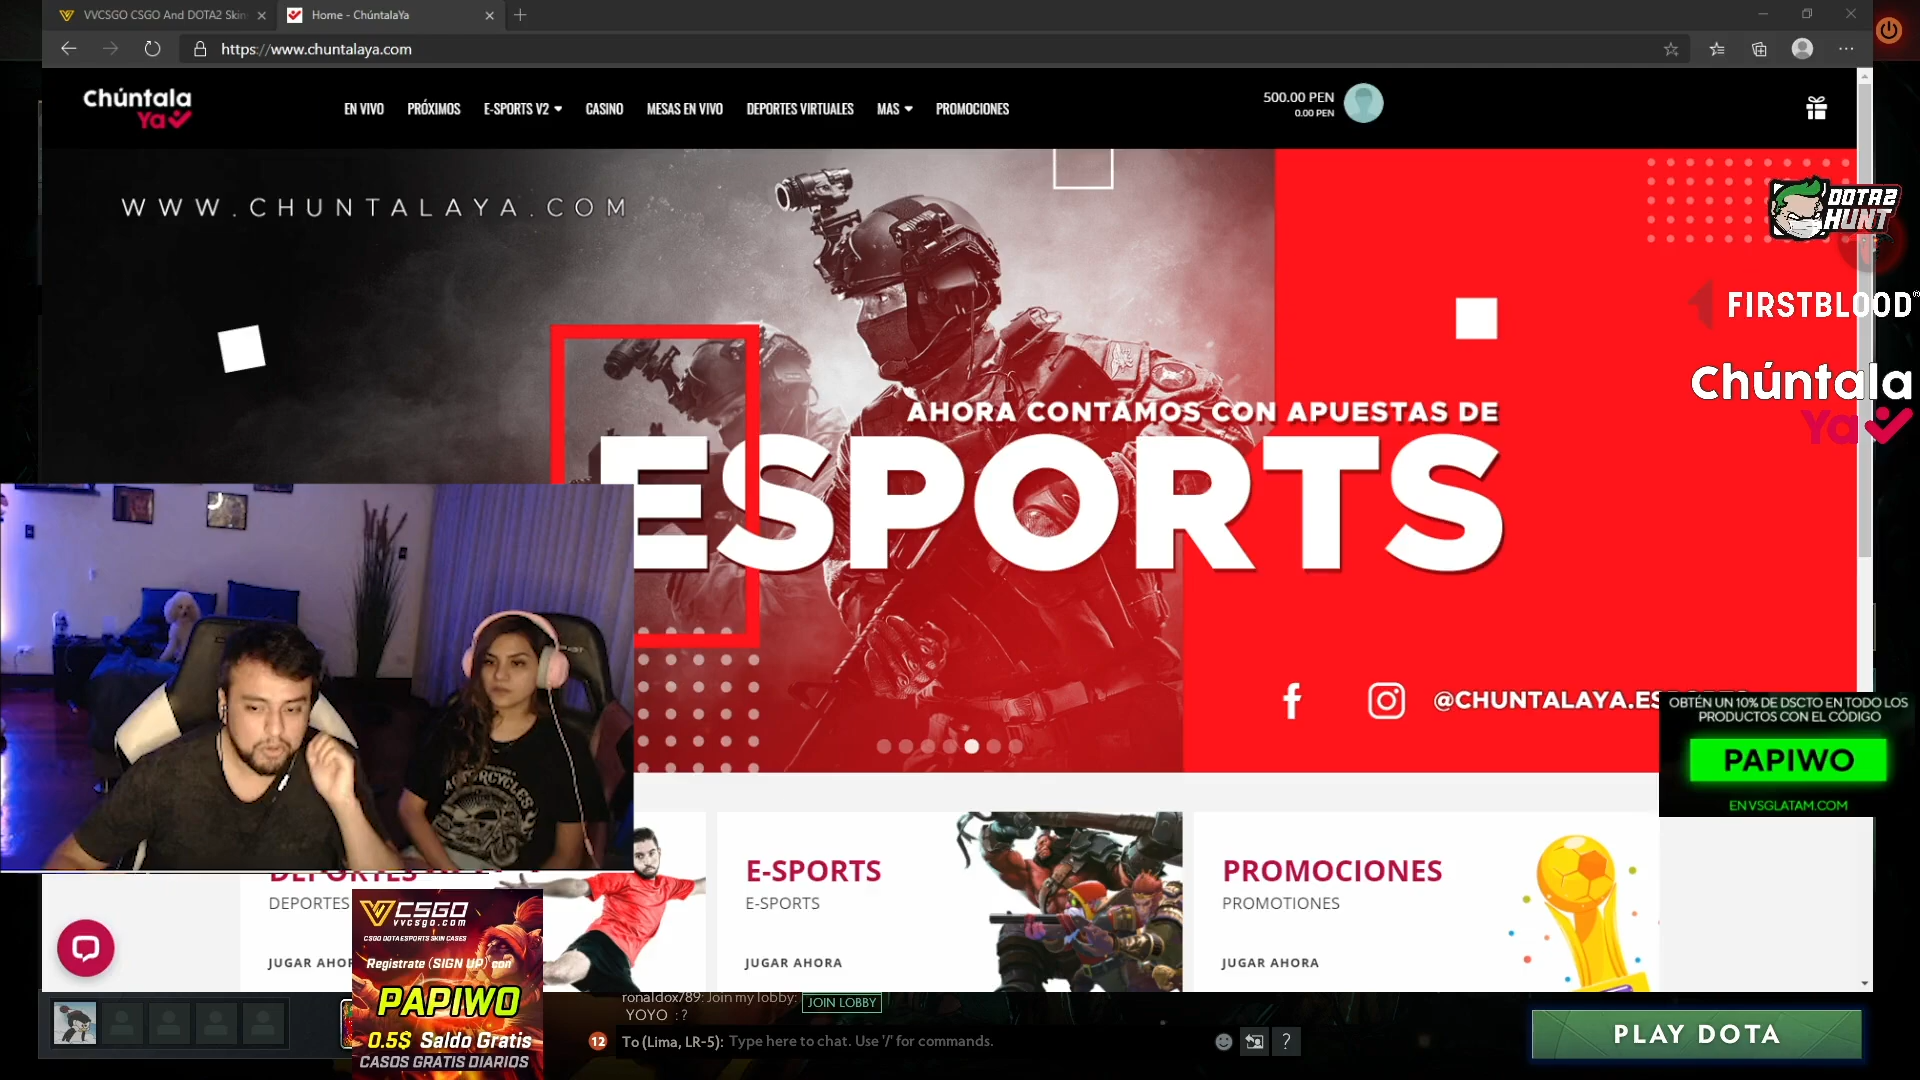 VVCSGO CSGO And DOTA2 Skin
Home - ChúntalaYa
https://www.chuntalaya.com
Chúntala
Ya
EN VIVO
PRÓXIMOS
E-SPORTS V2
CASINO
MESAS EN VIVO
DEPORTES VIRTUALES
MAS
PROMOCIONES
500.00 PEN
0.00 PEN
WWW.CHUNTALAYA.COM
DOTA2
HUNT
FIRSTBLOOD
Chúntala
Ya
AHORA CONTAMOS CON APUESTAS DE
ESPORTS
@CHUNTALAYA.ES
OBTÉN UN 10% DE DSCTO EN TODO LOS
PRODUCTOS CON EL CÓDIGO
PAPIWO
EN VSGLATAM.COM
MOTORCYCLES
DEPORTES
E-SPORTS
E-SPORTS
JUGAR AHORA
PROMOCIONES
PROMOTIONES
JUGAR AHORA
VVCSGO
vvcsgo.com
CSGO DOTA ESPORTS SKIN CASES
Registrate (SIGN UP) con
PAPIWO
0.5$ Saldo Gratis
CASOS GRATIS DIARIOS
ronaldox789: Join my lobby: JOIN LOBBY
YOYO :?
12
To (Lima, LR-5): Type here to chat. Use '/' for commands.
?
PLAY DOTA